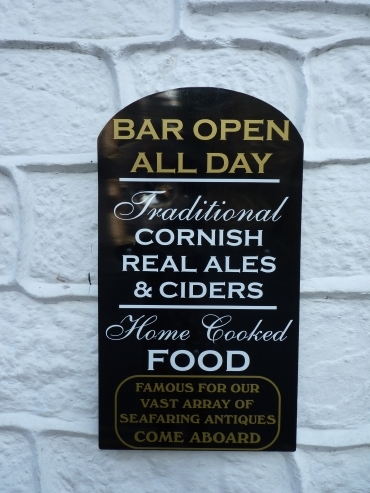 BAR OPEN
ALL DAY
Traditional
CORNISH
REAL ALES
& CIDERS
Home Cooked
FOOD
FAMOUS FOR OUR
VAST ARRAY OF
SEAFARING ANTIQUES
COME ABOARD